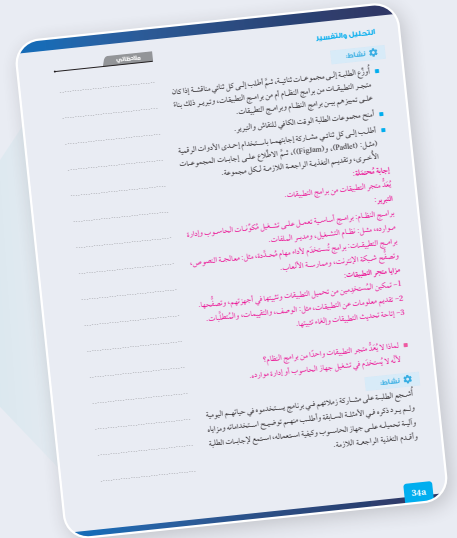 التحليل والتفسير
ملاحظاتي
نشاط:
أُوزِّع الطلبة إلى مجموعات ثنائية، ثمَّ أطلب إلى كل ثنائي مناقشة إذا كان
متجر التطبيقات من برامج النظام أم من برامج التطبيقات، وتبرير ذلك بناءً
على تمييزهم بين برامج النظام وبرامج التطبيقات.
أمنح مجموعات الطلبة الوقت الكافي للنقاش والتبرير.
أطلب إلى كل ثنائي مشاركة إجابتهما باستخدام إحدى الأدوات الرقمية
(مثل: (Padlet)، و(Figjam))، ثمَّ الاطّلاع على إجابات المجموعات
الأُخرى، وتقديم التغذية الراجعة اللازمة لكل مجموعة.
إجابة مُحتمَلة:
يُعَدُّ متجر التطبيقات من برامج التطبيقات.
التبرير:
برامج النظام: برامج أساسية تعمل على تشغيل مُكوِّنات الحاسوب وإدارة
موارده، مثل: نظام التشغيل، ومدير الملفات.
برامج التطبيقات: برامج تُستخدَم لأداء مهام مُحدَّدة، مثل: معالجة النصوص،
وتصفُّح شبكة الإنترنت، وممارسة الألعاب.
مزايا متجر التطبيقات:
1- تمكين المُستخدِمين من تحميل التطبيقات وتثبيتها في أجهزتهم، وتصفُّحها.
2- تقديم معلومات عن التطبيقات، مثل: الوصف، والتقييمات، والمُتطلَّبات.
3- إتاحة تحديث التطبيقات وإلغاء تثبيتها.
لماذا لا يُعَدُّ متجر التطبيقات واحدًا من برامج النظام؟
لأنَّه لا يُستخدَم في تشغيل جهاز الحاسوب أو إدارة موارده.
نشاط:
أُشجِّع الطلبة على مشاركة زملائهم في برنامج يستخدموه في حياتهم اليومية
ولم يرد ذكره في الأمثلة السابقة وأطلب منهم توضيح استخداماته ومزاياه
وآلية تحميله على جهاز الحاسوب وكيفية استعماله، أستمع لإجابات الطلبة
وأقدم التغذية الراجعة اللازمة.
34a